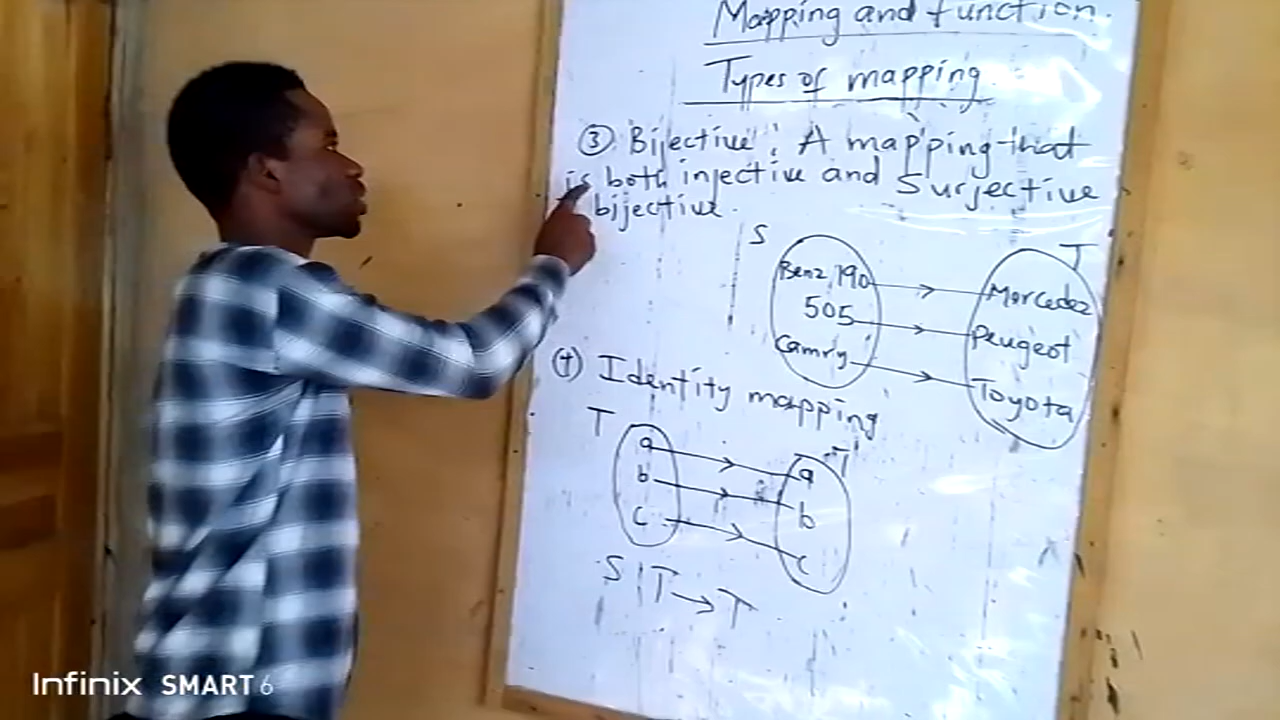 Mapping and function.
Types of mapping
③ Bijective: A mapping that
is both injective and Surjective
bijective.
S
T
Benz 190
Mercedez
505
Peugeot
Camry
Toyota
④ Identity mapping
T
T
a
a
b
b
c
c
S | T → T
Infinix SMART 6